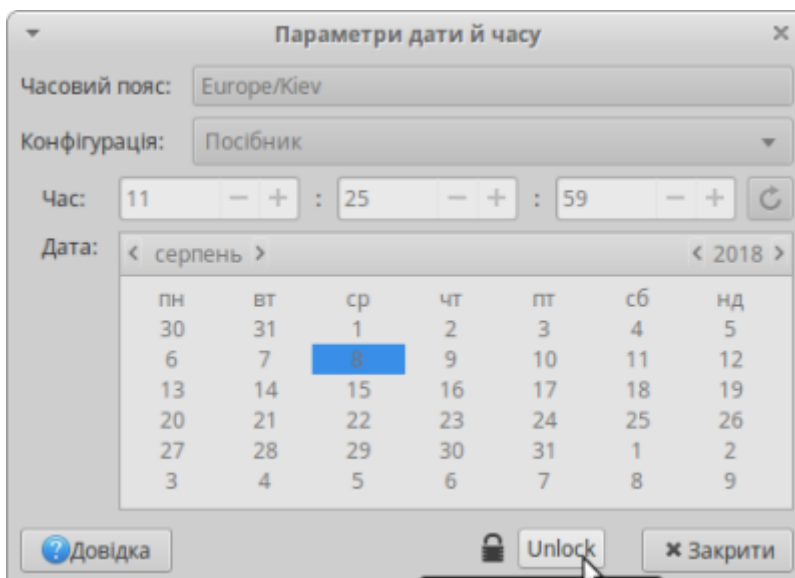 Параметри дати й часу
Часовий пояс: Europe/Kiev
Конфігурація: Посібник
Час: 11 : 25 : 59
Дата: серпень 2018
пн вт ср чт пт сб нд
30 31 1 2 3 4 5
6 7 8 9 10 11 12
13 14 15 16 17 18 19
20 21 22 23 24 25 26
27 28 29 30 31 1 2
3 4 5 6 7 8 9
Довідка Unlock Закрити